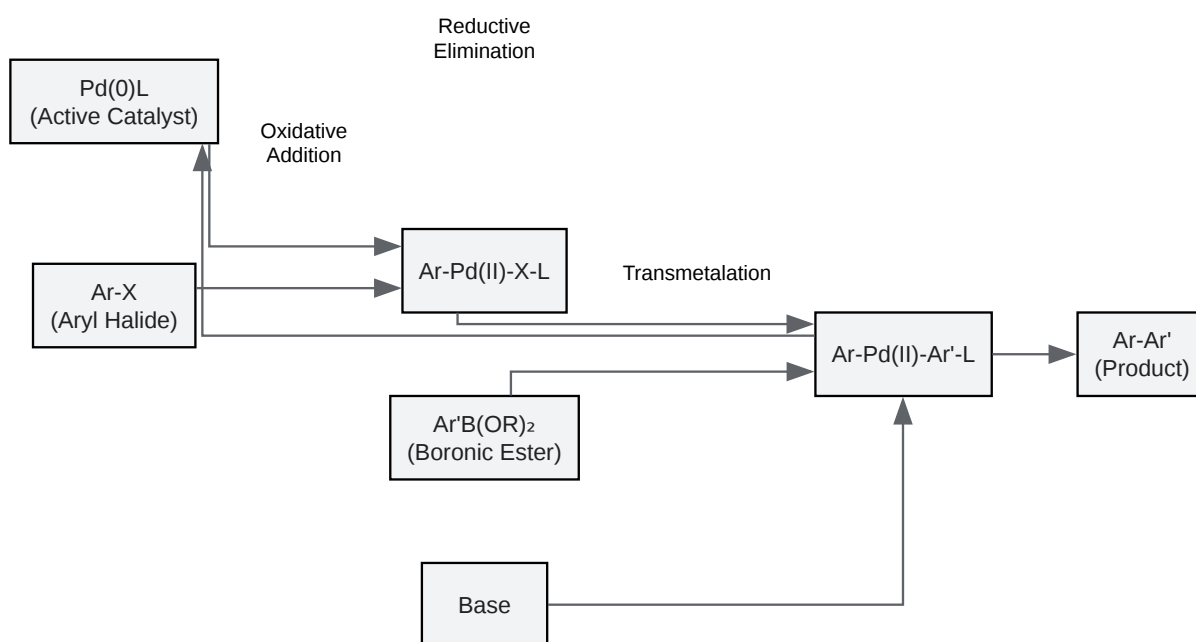 Reductive
Elimination
Pd(0)L
(Active Catalyst)
Oxidative
Addition
Ar-X
(Aryl Halide)
Ar-Pd(II)-X-L
Transmetalation
Ar-Pd(II)-Ar'-L
Ar-Ar'
(Product)
Ar'B(OR)₂
(Boronic Ester)
Base